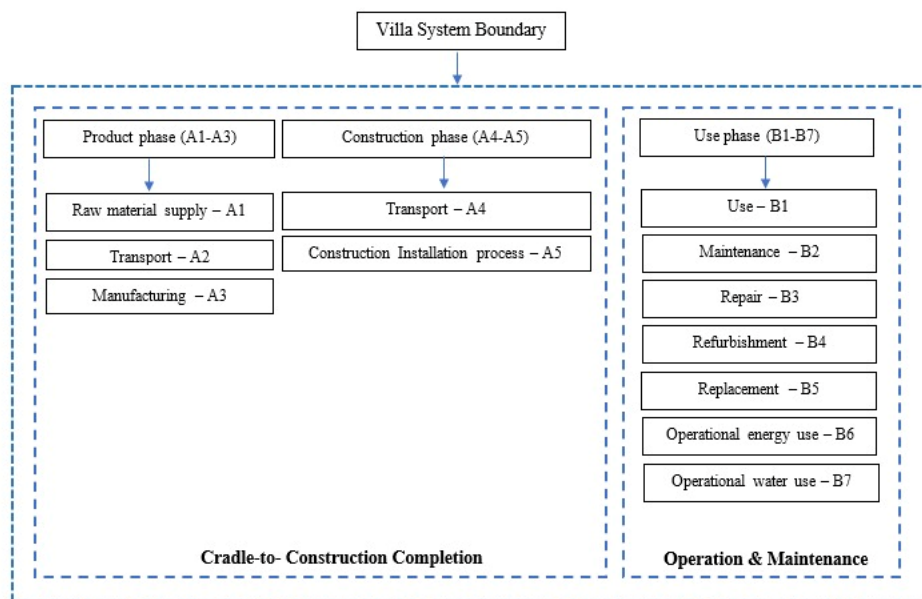 Villa System Boundary
Product phase (A1-A3)
Raw material supply – A1
Transport – A2
Manufacturing – A3
Construction phase (A4-A5)
Transport – A4
Construction Installation process – A5
Cradle-to- Construction Completion
Use phase (B1-B7)
Use – B1
Maintenance – B2
Repair – B3
Refurbishment – B4
Replacement – B5
Operational energy use – B6
Operational water use – B7
Operation & Maintenance